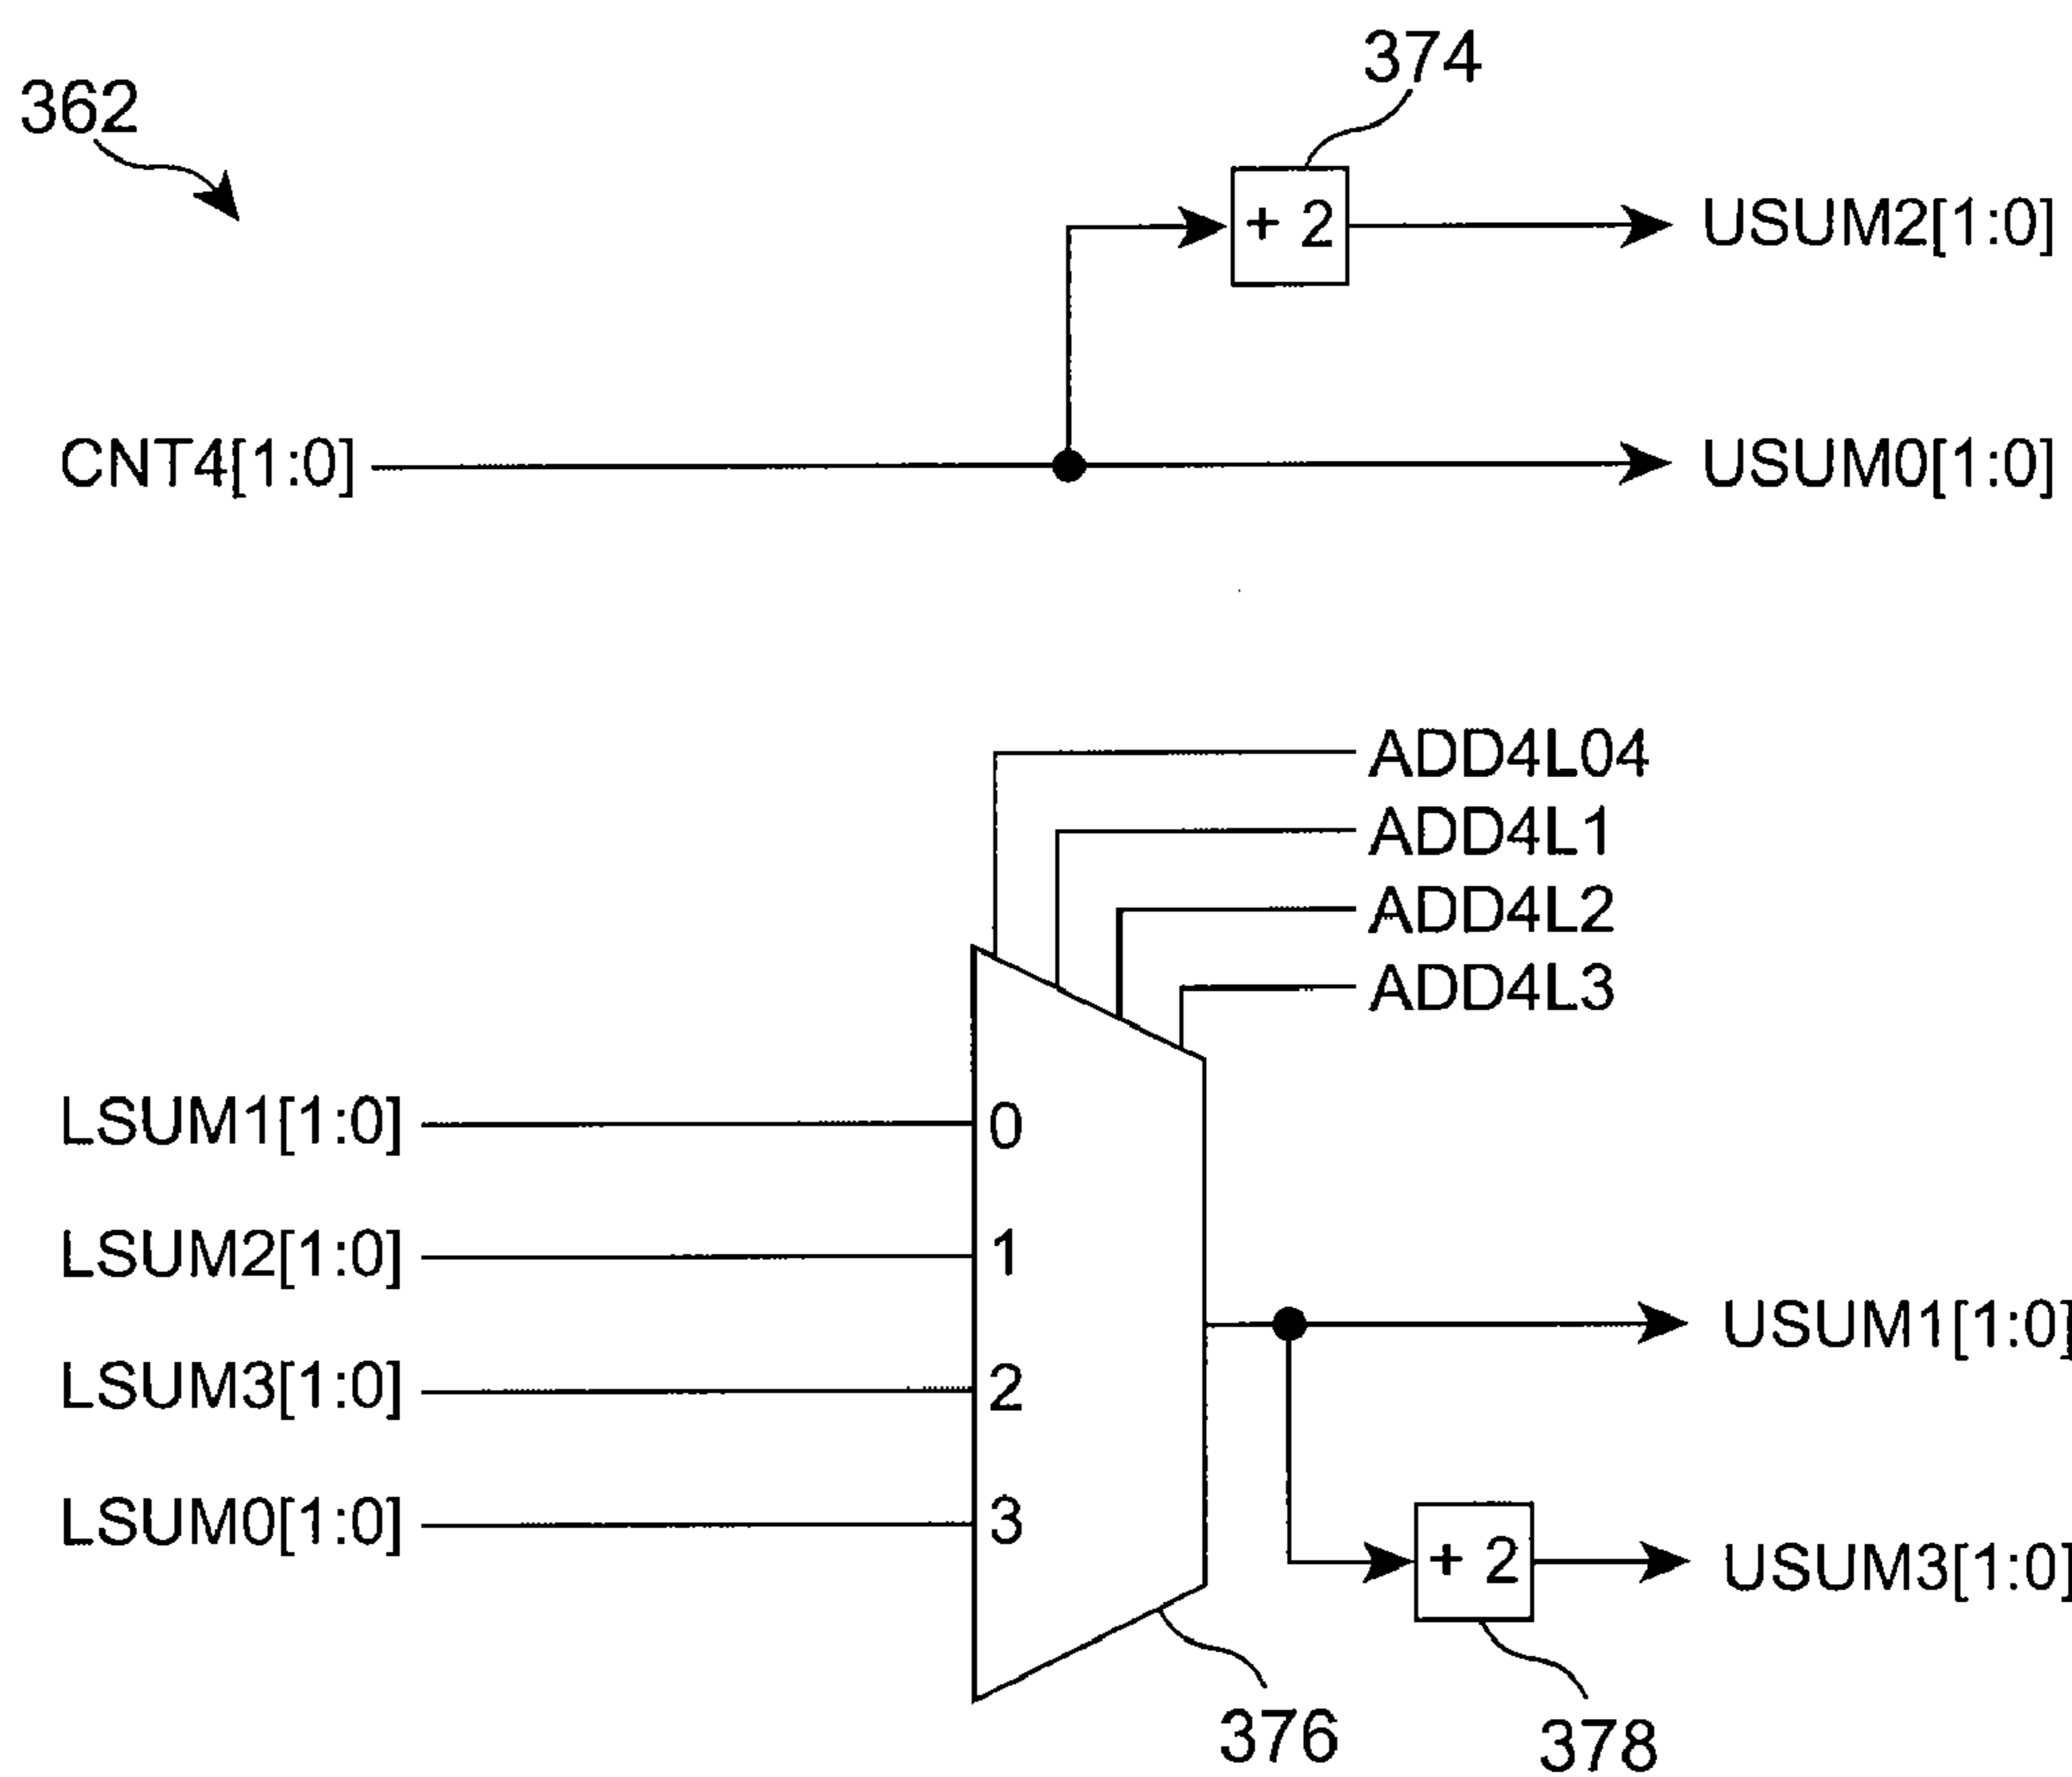 374
362
+ 2
USUM2[1:0]
CNT4[1:0]
USUM0[1:0]
ADD4L04
ADD4L1
ADD4L2
ADD4L3
LSUM1[1:0]
0
LSUM2[1:0]
1
USUM1[1:0]
LSUM3[1:0]
2
LSUM0[1:0]
3
+ 2
USUM3[1:0]
376
378